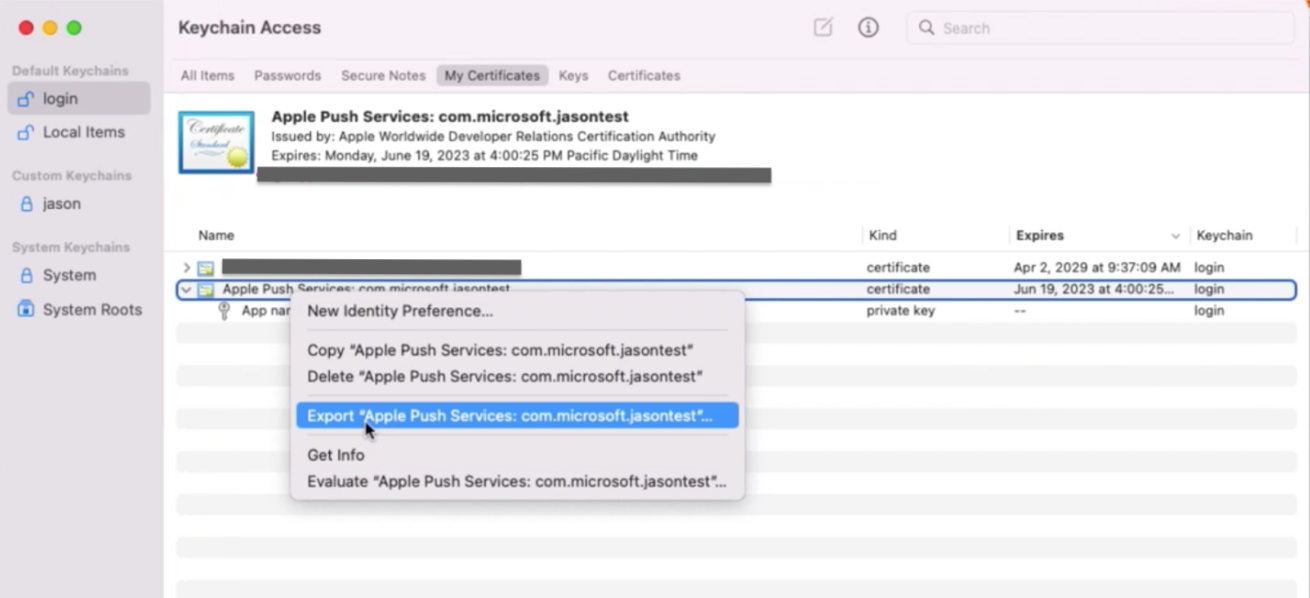 Keychain Access
Search
Default Keychains
login
Local Items
Custom Keychains
jason
System Keychains
System
System Roots
All Items Passwords Secure Notes My Certificates Keys Certificates
Certificate
Standard
Apple Push Services: com.microsoft.jasontest
Issued by: Apple Worldwide Developer Relations Certification Authority
Expires: Monday, June 19, 2023 at 4:00:25 PM Pacific Daylight Time
Name Kind Expires Keychain
certificate Apr 2, 2029 at 9:37:09 AM login
Apple Push Services: com.microsoft.jasontest certificate Jun 19, 2023 at 4:00:25... login
App nar private key -- login
New Identity Preference...
Copy “Apple Push Services: com.microsoft.jasontest”
Delete “Apple Push Services: com.microsoft.jasontest”
Export “Apple Push Services: com.microsoft.jasontest”...
Get Info
Evaluate “Apple Push Services: com.microsoft.jasontest”...